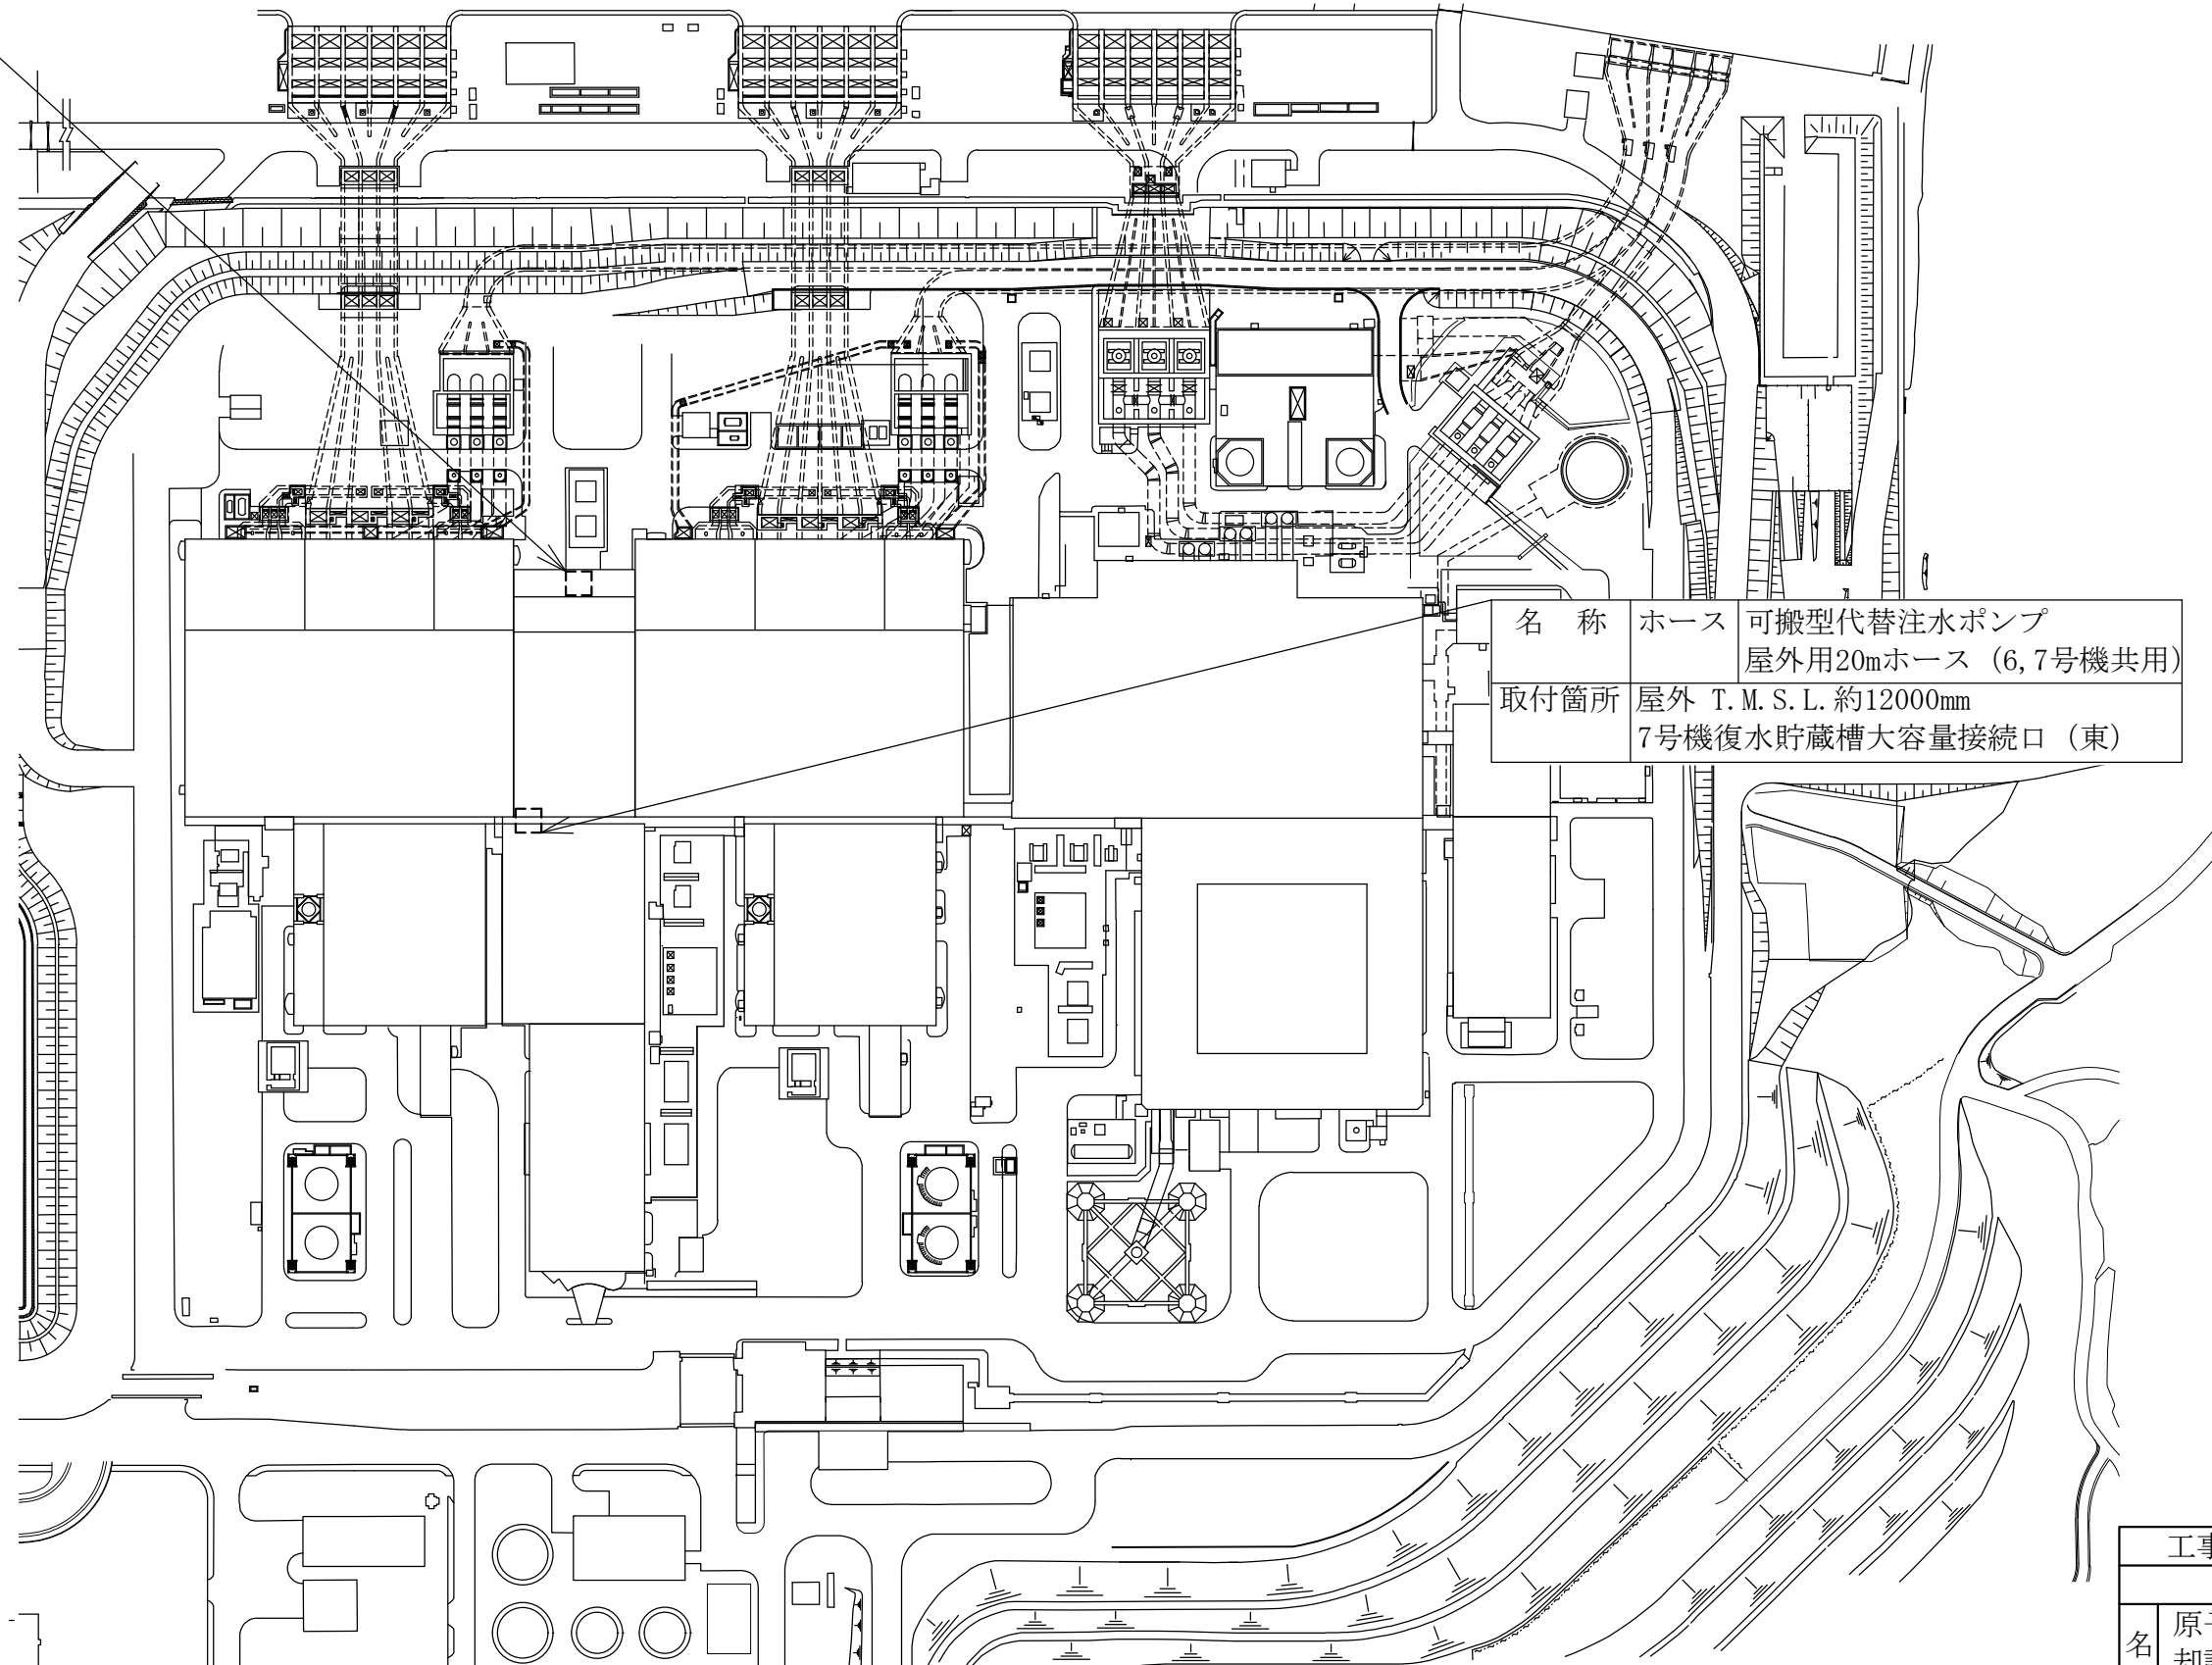 名 称 ホース 可搬型代替注水ポンプ
屋外用20mホース (6,7号機共用)
取付箇所 屋外 T.M.S.L.約12000mm
7号機復水貯蔵槽大容量接続口 (東)
工事
名 原子
却